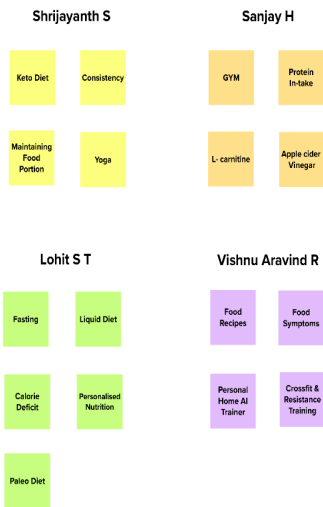 Shrijayanth S
Keto Diet
Consistency
Maintaining
Food
Portion
Yoga
Sanjay H
GYM
Protein
In-take
L- carnitine
Apple cider
Vinegar
Lohit S T
Fasting
Liquid Diet
Calorie
Deficit
Personalised
Nutrition
Paleo Diet
Vishnu Aravind R
Food
Recipes
Food
Symptoms
Personal
Home AI
Trainer
Crossfit &
Resistance
Training